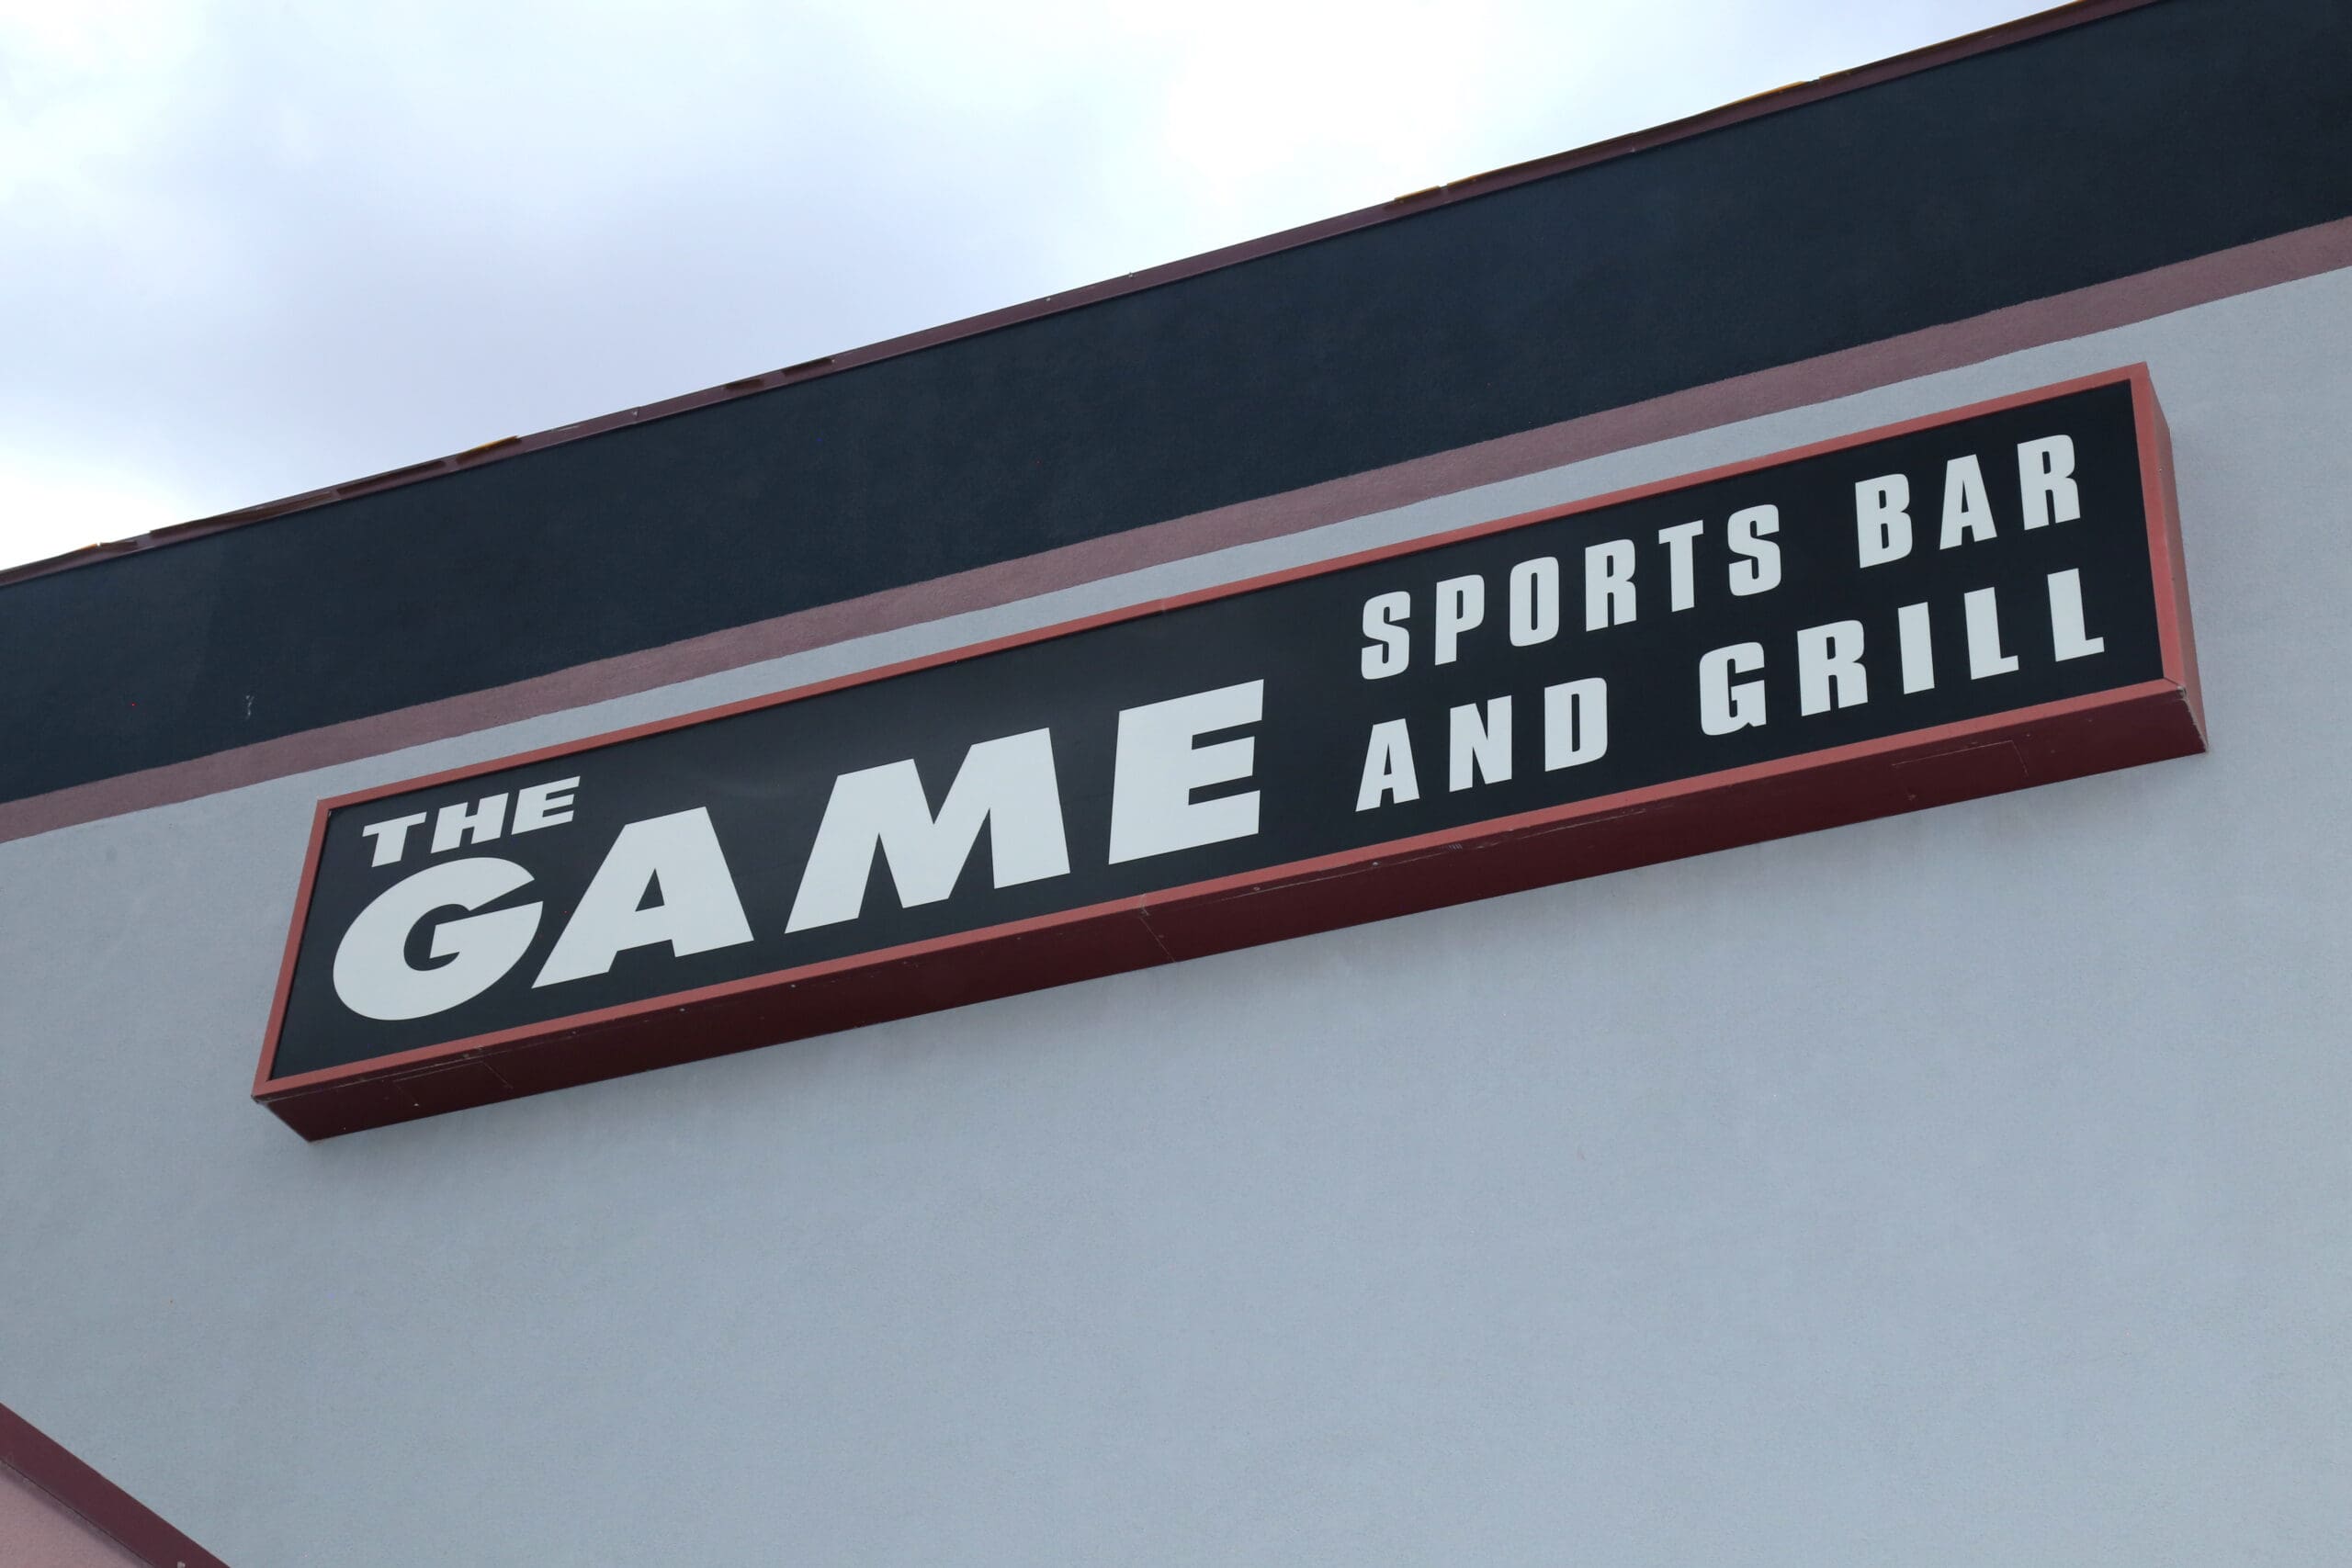 THE
GAME
SPORTS BAR
AND GRILL